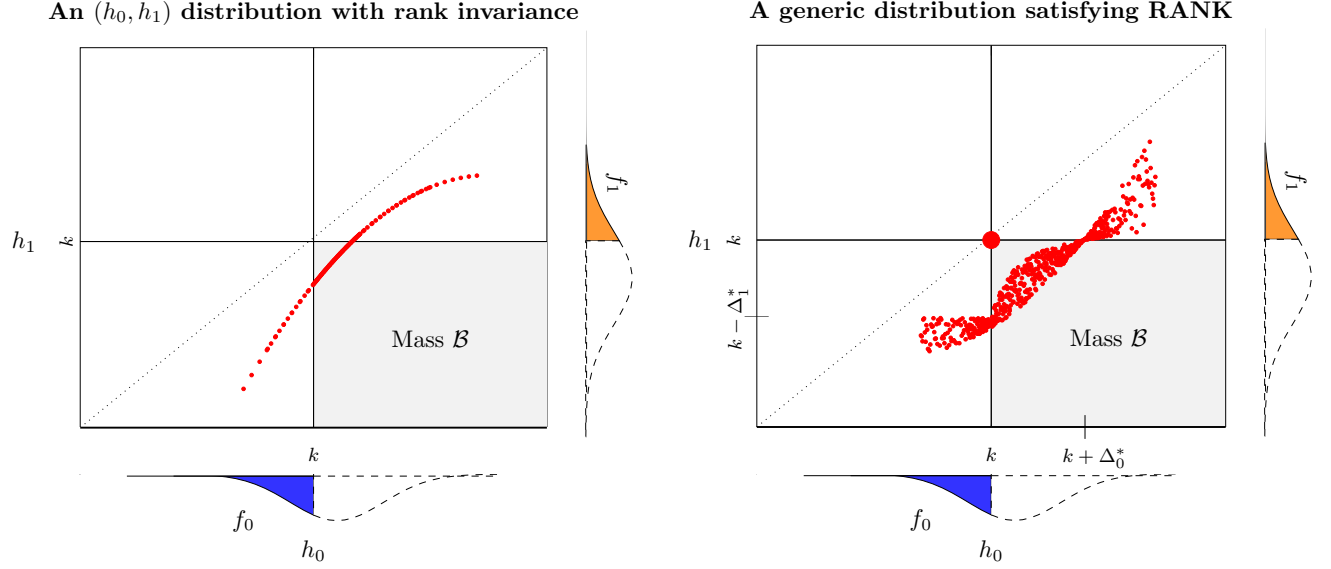 An (h₀, h₁) distribution with rank invariance
h₁
k
Mass ℬ
f₁
k
f₀
h₀
A generic distribution satisfying RANK
h₁
k
k − Δ₁*
Mass ℬ
f₁
k
k + Δ₀*
f₀
h₀